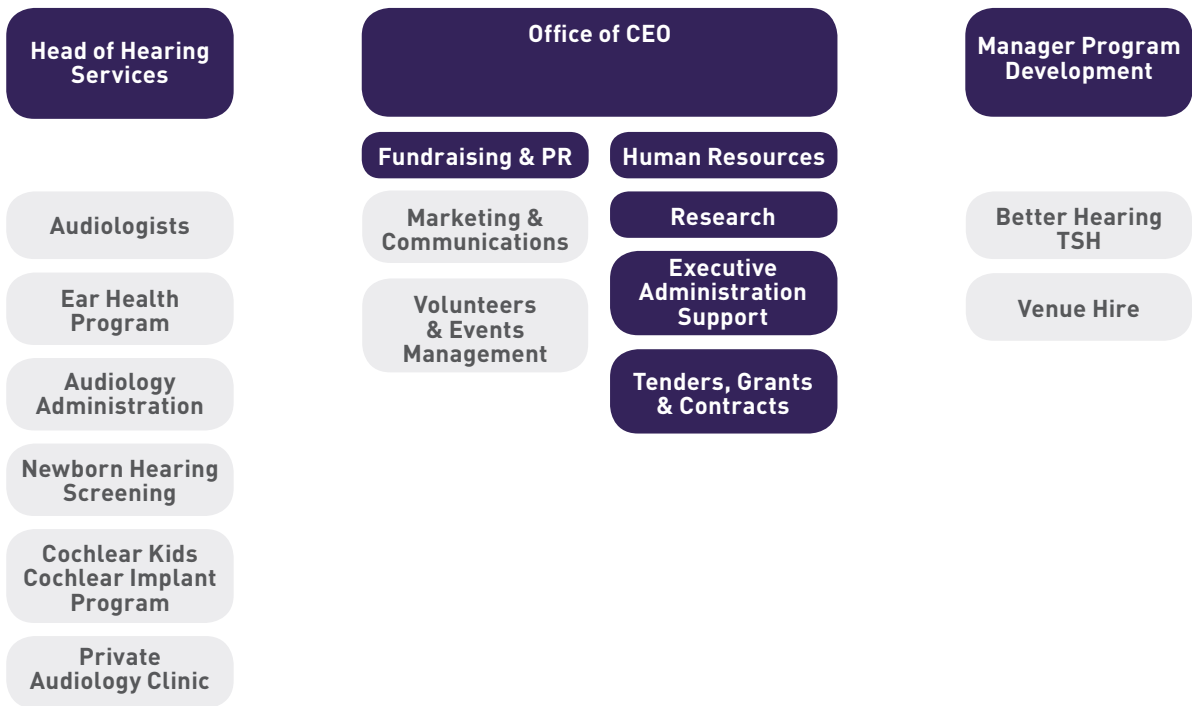 Head of Hearing
Services
Audiologists
Ear Health
Program
Audiology
Administration
Newborn Hearing
Screening
Cochlear Kids
Cochlear Implant
Program
Private
Audiology Clinic
Office of CEO
Fundraising & PR
Marketing &
Communications
Volunteers
& Events
Management
Human Resources
Research
Executive
Administration
Support
Tenders, Grants
& Contracts
Manager Program
Development
Better Hearing
TSH
Venue Hire